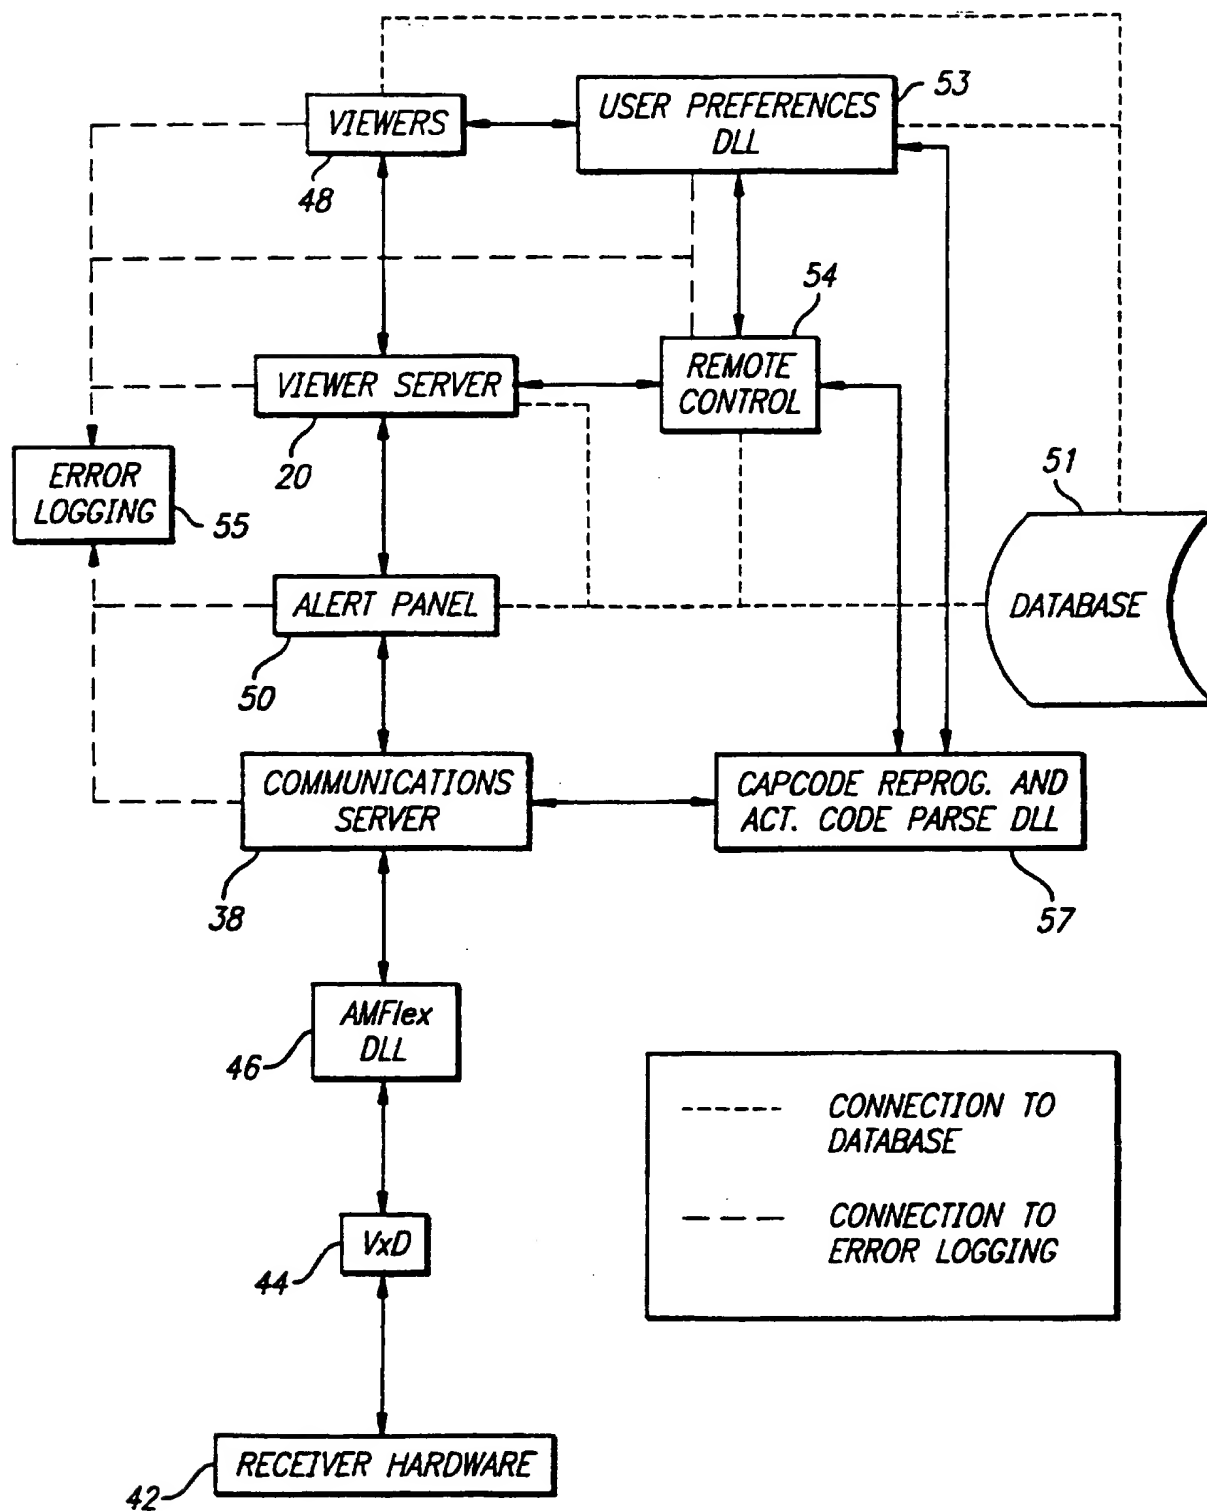 53
VIEWERS
USER PREFERENCES
DLL
48
54
VIEWER SERVER
REMOTE
CONTROL
20
51
ERROR
LOGGING
55
ALERT PANEL
DATABASE
50
COMMUNICATIONS
SERVER
CAPCODE REPROG. AND
ACT. CODE PARSE DLL
38
57
AMFlex
DLL
46
CONNECTION TO
DATABASE
VxD
44
CONNECTION TO
ERROR LOGGING
RECEIVER HARDWARE
42